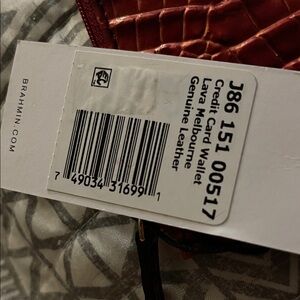 BRAHMIN.COM
J86 151 00517
Credit Card Wallet
Lava Melbourne
Genuine Leather
7 49034 31699 1